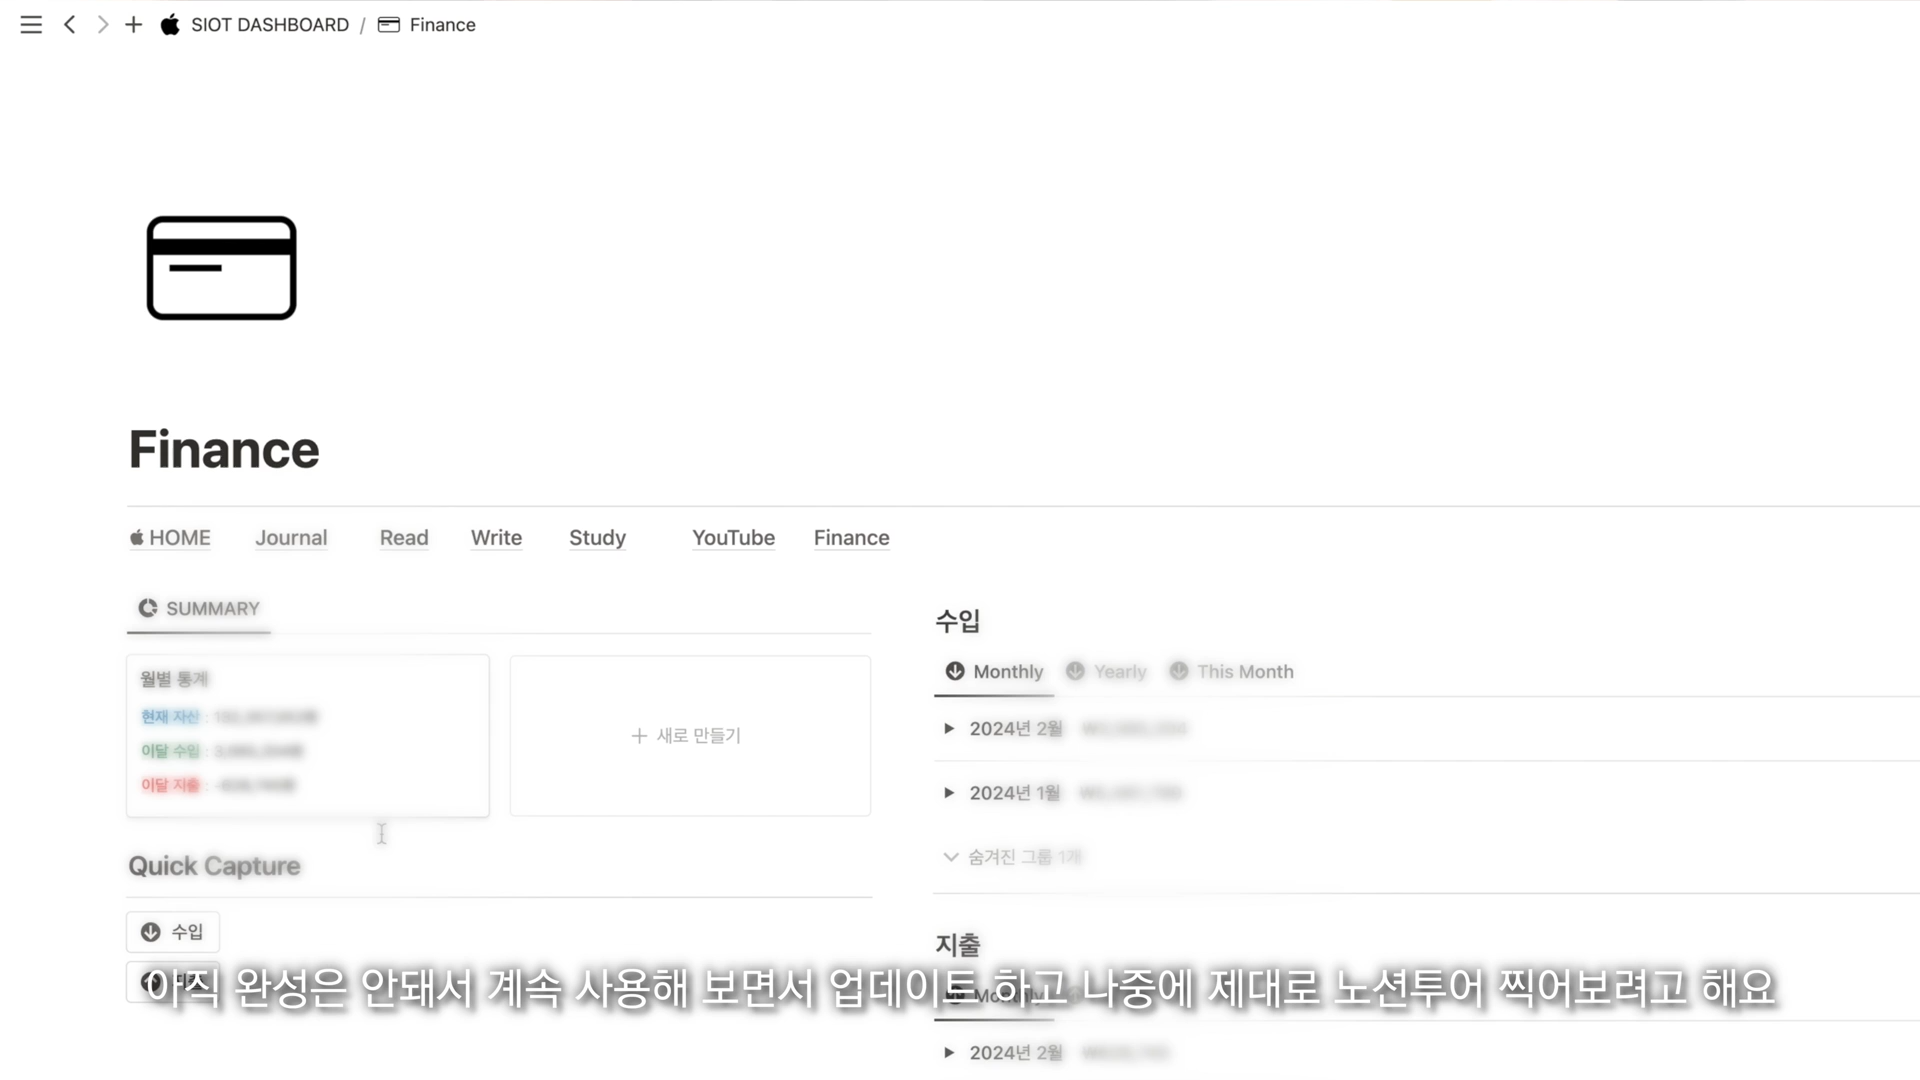 SIOT DASHBOARD / Finance
Finance
HOME Journal Read Write Study YouTube Finance
SUMMARY
월별 통계
현재 자산 :
이달 수입 :
이달 지출 :
+ 새로 만들기
Quick Capture
수입
수입
Monthly Yearly This Month
2024년 2월
2024년 1월
숨겨진 그룹 1개
지출
Monthly
2024년 2월
아직 완성은 안돼서 계속 사용해 보면서 업데이트 하고 나중에 제대로 노션투어 찍어보려고 해요